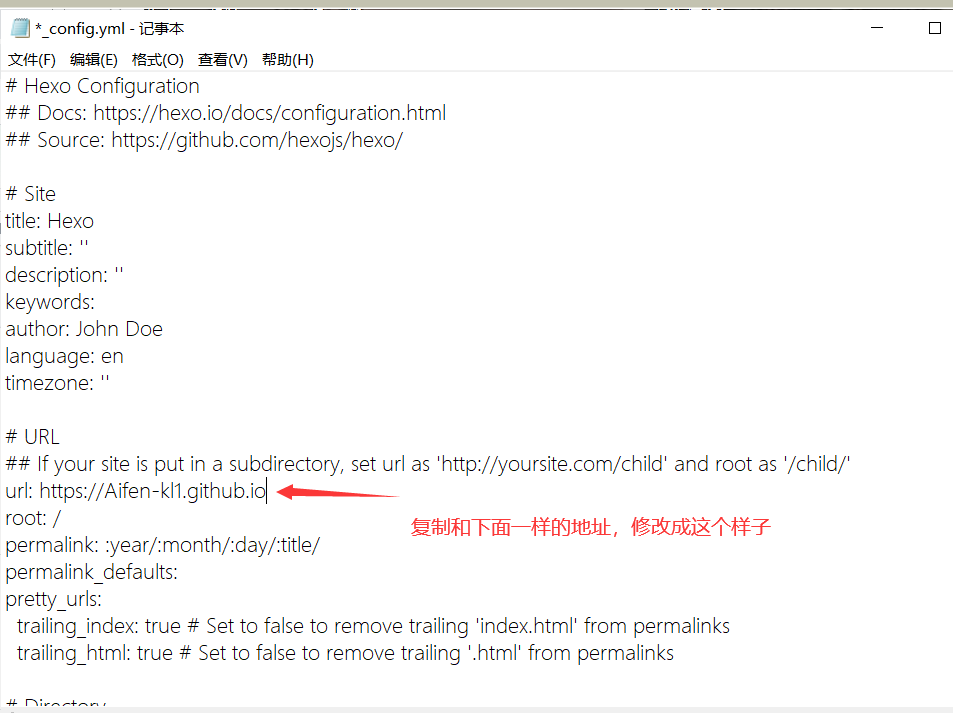 *_config.yml - 记事本
文件(F) 编辑(E) 格式(O) 查看(V) 帮助(H)
# Hexo Configuration
## Docs: https://hexo.io/docs/configuration.html
## Source: https://github.com/hexojs/hexo/
# Site
title: Hexo
subtitle: ''
description: ''
keywords:
author: John Doe
language: en
timezone: ''
# URL
## If your site is put in a subdirectory, set url as 'http://yoursite.com/child' and root as '/child/'
url: https://Aifen-kl1.github.io
root: /
复制和下面一样的地址，修改成这个样子
permalink: :year/:month/:day/:title/
permalink_defaults:
pretty_urls:
trailing_index: true # Set to false to remove trailing 'index.html' from permalinks
trailing_html: true # Set to false to remove trailing '.html' from permalinks
# Directory